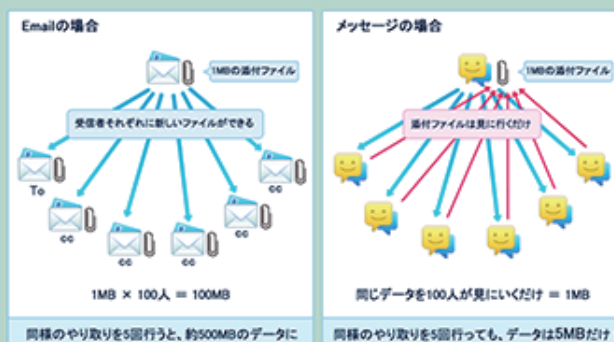 Emailの場合
1MBの添付ファイル
受信者それぞれに新しいファイルができる
To
cc
cc
cc
cc
cc
1MB × 100人 = 100MB
同様のやり取りを5回行うと、約500MBのデータに
メッセージの場合
1MBの添付ファイル
添付ファイルは見に行くだけ
同じデータを100人が見にいくだけ = 1MB
同様のやり取りを5回行っても、データは5MBだけ